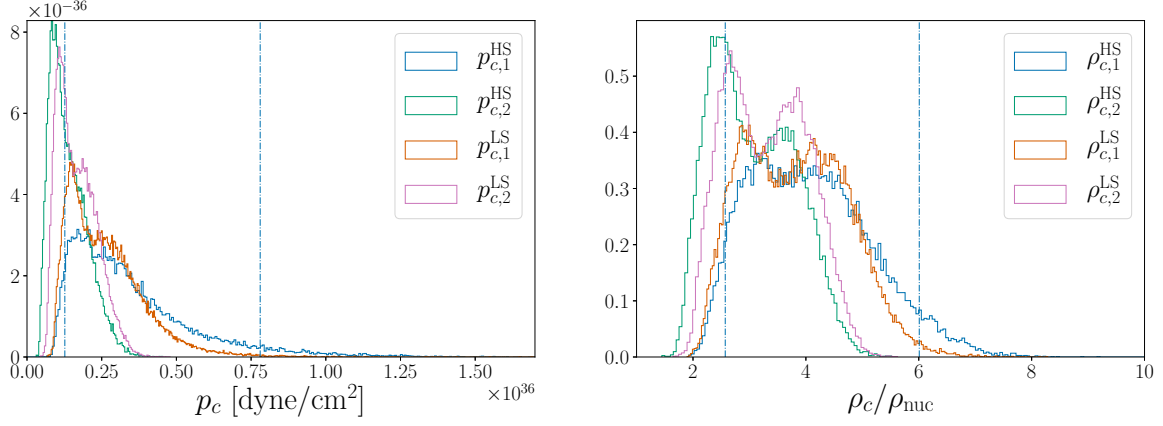 ×10⁻³⁶
8
6
4
2
0
0.00 0.25 0.50 0.75 1.00 1.25 1.50
×10³⁶
p_c [dyne/cm²]
p_{c,1}^{HS}
p_{c,2}^{HS}
p_{c,1}^{LS}
p_{c,2}^{LS}
0.5
0.4
0.3
0.2
0.1
0.0
2 4 6 8 10
ρ_c/ρ_{nuc}
ρ_{c,1}^{HS}
ρ_{c,2}^{HS}
ρ_{c,1}^{LS}
ρ_{c,2}^{LS}